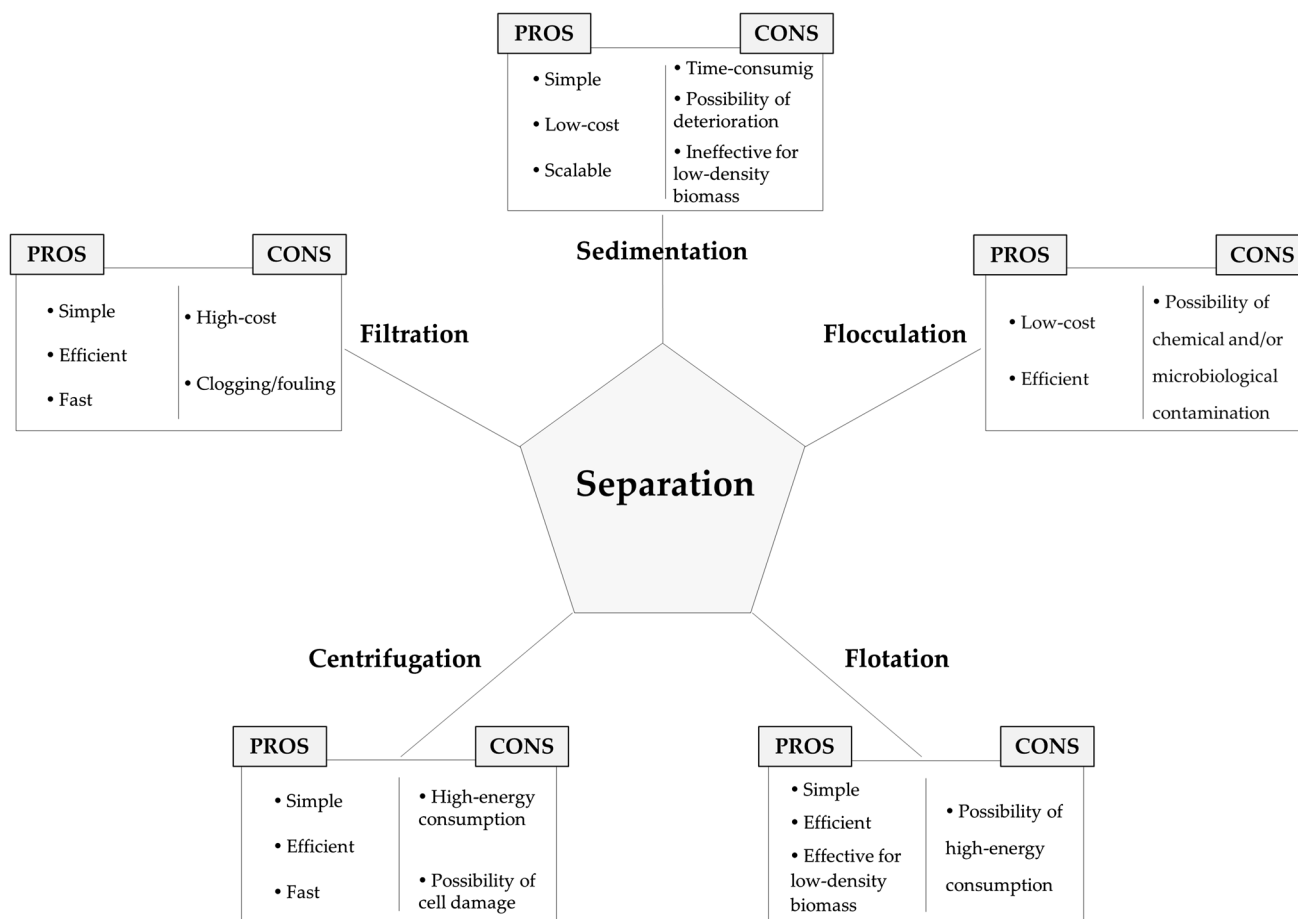 PROS
CONS
• Simple
• Low-cost
• Scalable
• Time-consumig
• Possibility of
deterioration
• Ineffective for
low-density
biomass
Sedimentation
PROS
CONS
• Simple
• Efficient
• Fast
• High-cost
• Clogging/fouling
Filtration
Flocculation
PROS
CONS
• Low-cost
• Efficient
• Possibility of
chemical and/or
microbiological
contamination
Separation
Centrifugation
Flotation
PROS
CONS
• Simple
• Efficient
• Fast
• High-energy
consumption
• Possibility of
cell damage
PROS
CONS
• Simple
• Efficient
• Effective for
low-density
biomass
• Possibility of
high-energy
consumption